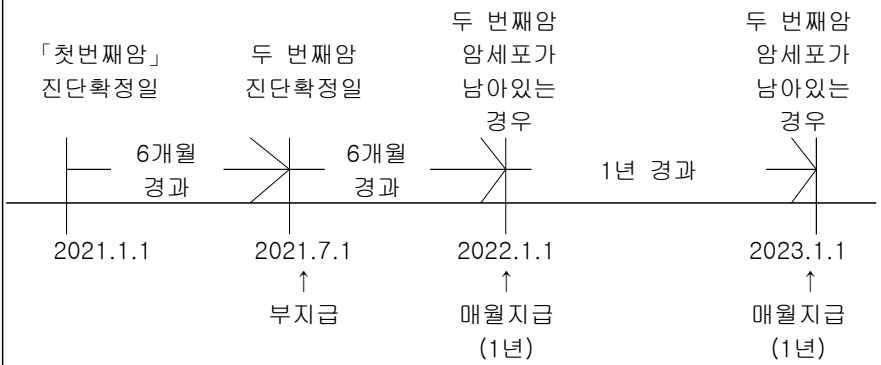 「첫번째암」
진단확정일
두 번째암
진단확정일
두 번째암
암세포가
남아있는
경우
두 번째암
암세포가
남아있는
경우
6개월
경과
6개월
경과
1년 경과
2021.1.1
2021.7.1
2022.1.1
2023.1.1
↑
부지급
↑
매월지급
(1년)
↑
매월지급
(1년)